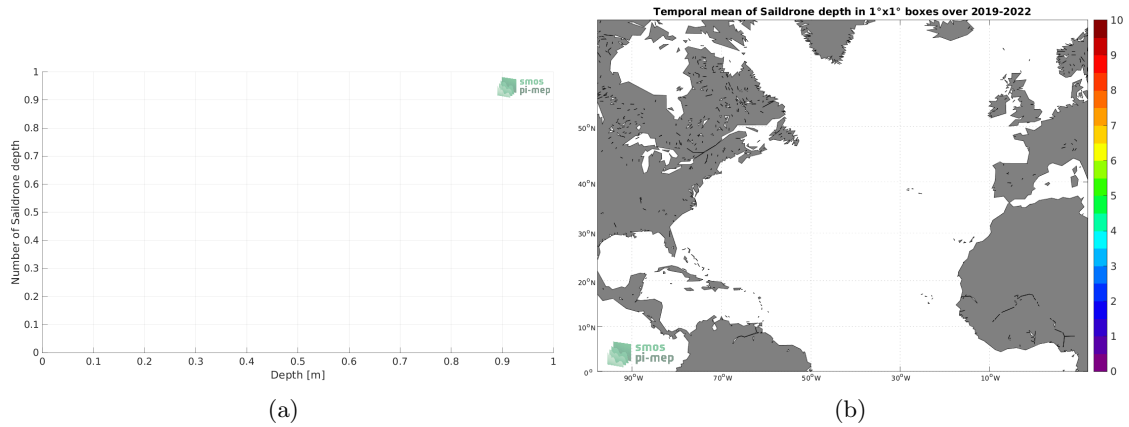 Temporal mean of Saildrone depth in 1°x1° boxes over 2019-2022
1
0.9
0.8
0.7
0.6
0.5
0.4
0.3
0.2
0.1
0
Number of Saildrone depth
smos
pi-mep
0 0.1 0.2 0.3 0.4 0.5 0.6 0.7 0.8 0.9 1
Depth [m]
(a)
50°N
40°N
30°N
20°N
10°N
0°
smos
pi-mep
90°W 70°W 50°W 30°W 10°W
10
9
8
7
6
5
4
3
2
1
0
(b)